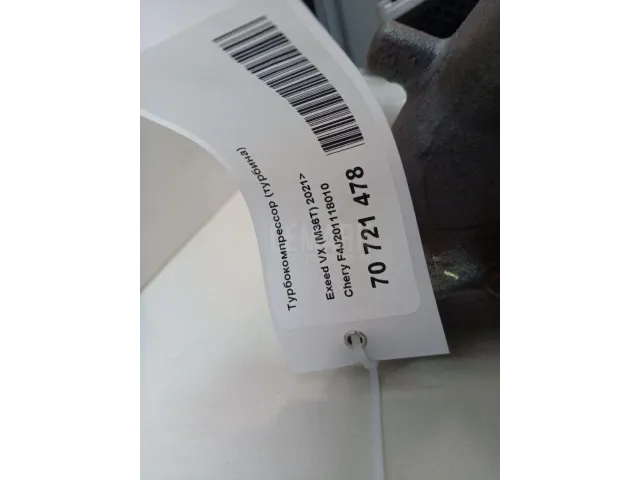 Турбокомпрессор (турбина)
Exeed VX (M36T) 2021>
Chery F4J201118010
70 721 478